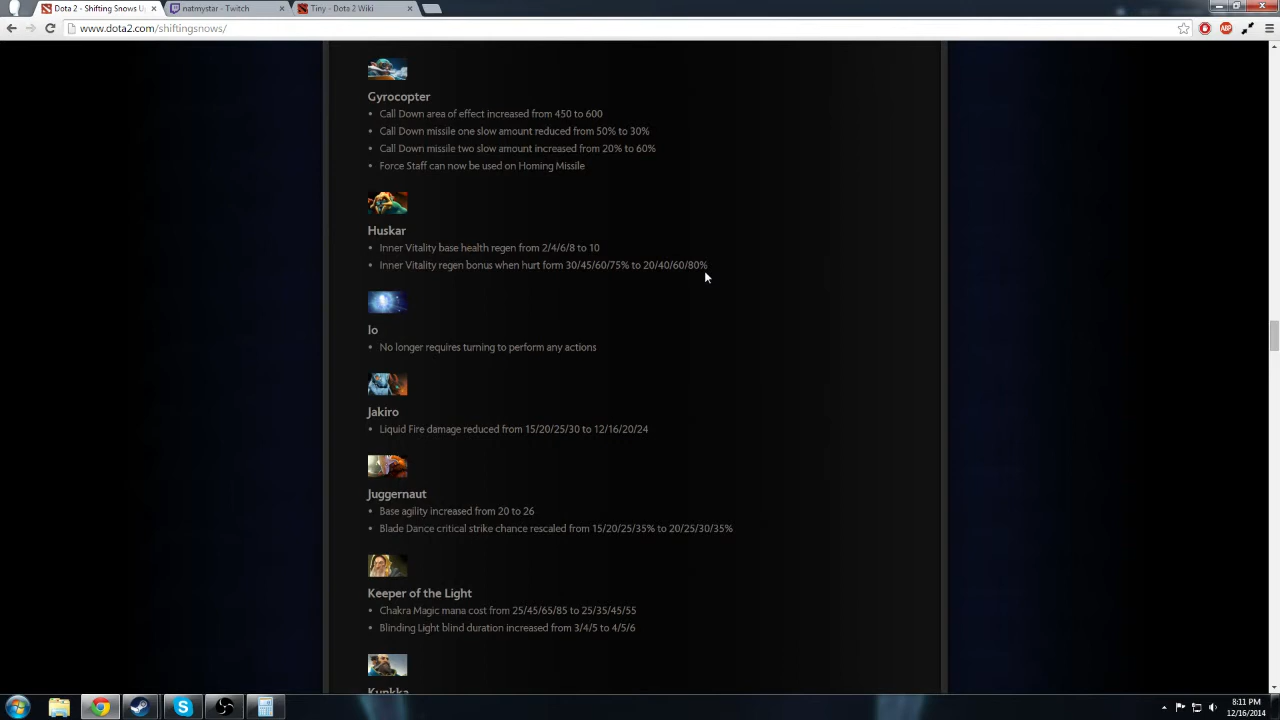 Dota 2 - Shifting Snows U
natmystar - Twitch
Tiny - Dota 2 Wiki
www.dota2.com/shiftingsnows/
ABP
Gyrocopter
• Call Down area of effect increased from 450 to 600
• Call Down missile one slow amount reduced from 50% to 30%
• Call Down missile two slow amount increased from 20% to 60%
• Force Staff can now be used on Homing Missile
Huskar
• Inner Vitality base health regen from 2/4/6/8 to 10
• Inner Vitality regen bonus when hurt form 30/45/60/75% to 20/40/60/80%
Io
• No longer requires turning to perform any actions
Jakiro
• Liquid Fire damage reduced from 15/20/25/30 to 12/16/20/24
Juggernaut
• Base agility increased from 20 to 26
• Blade Dance critical strike chance rescaled from 15/20/25/35% to 20/25/30/35%
Keeper of the Light
• Chakra Magic mana cost from 25/45/65/85 to 25/35/45/55
• Blinding Light blind duration increased from 3/4/5 to 4/5/6
Kunkka
8:11 PM
12/16/2014